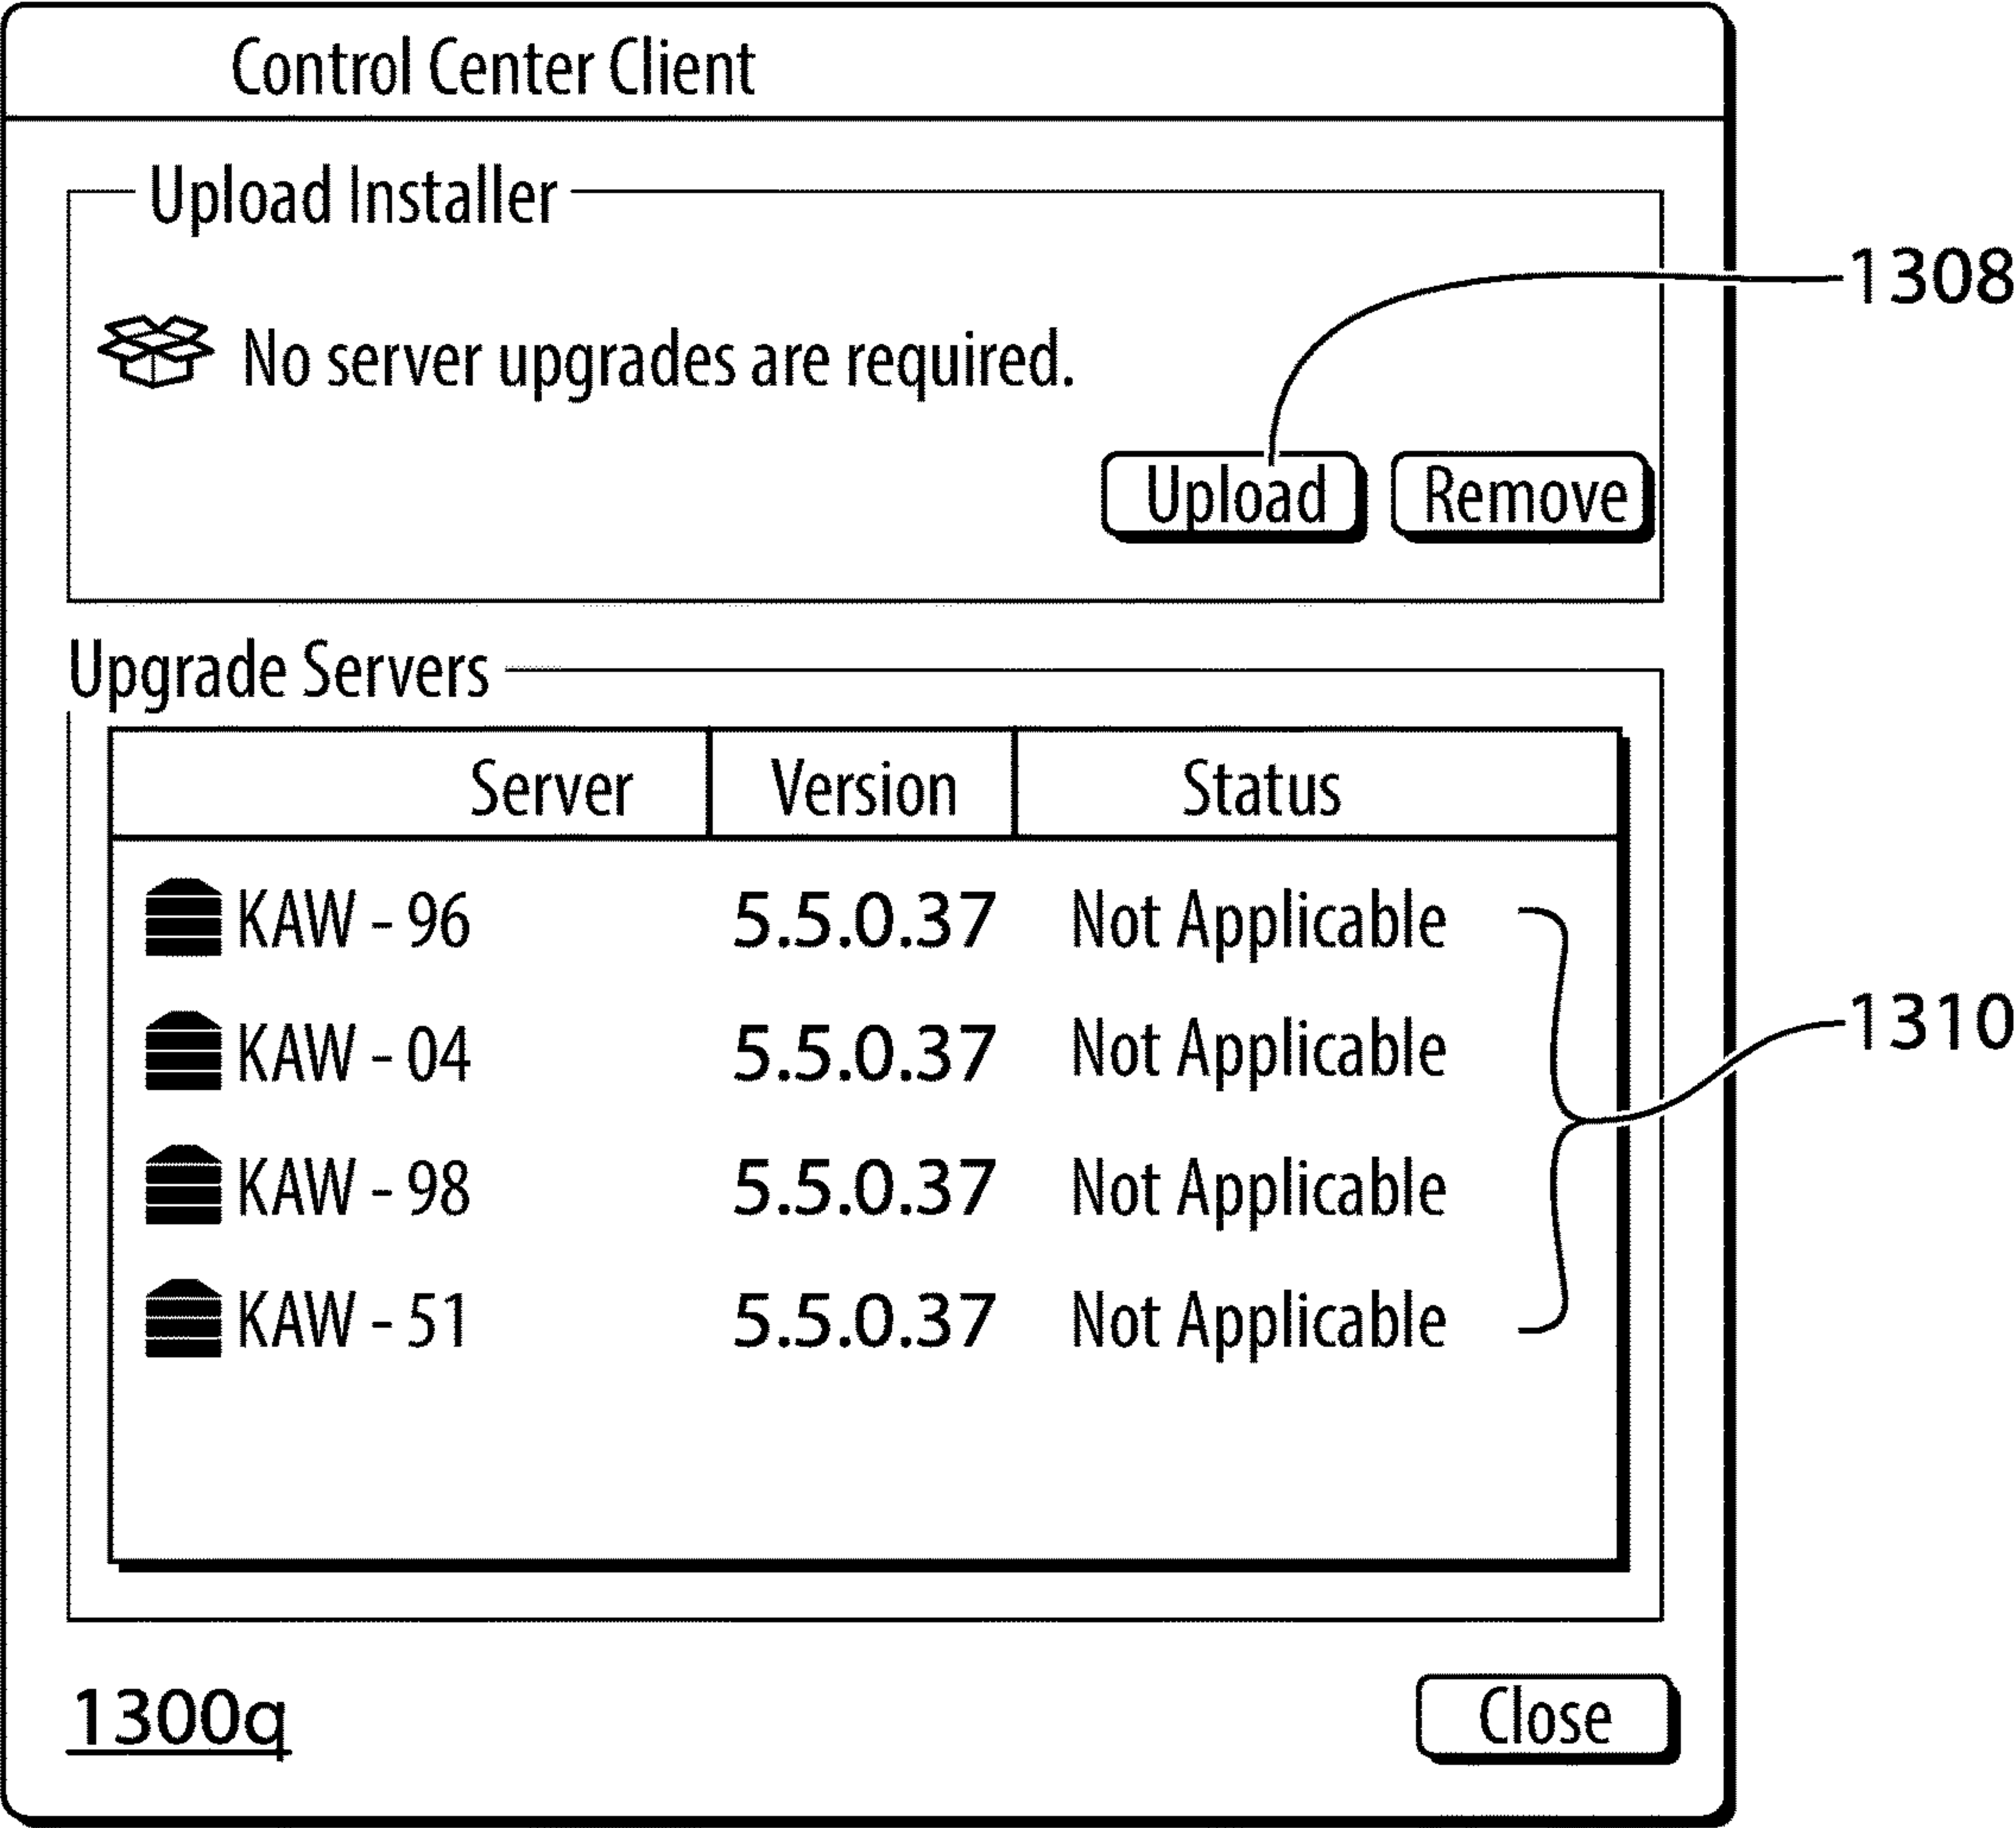 Control Center Client
Upload Installer
1308
No server upgrades are required.
Upload Remove
Upgrade Servers
Server Version Status
KAW - 96 5.5.0.37 Not Applicable
KAW - 04 5.5.0.37 Not Applicable
1310
KAW - 98 5.5.0.37 Not Applicable
KAW - 51 5.5.0.37 Not Applicable
1300q
Close